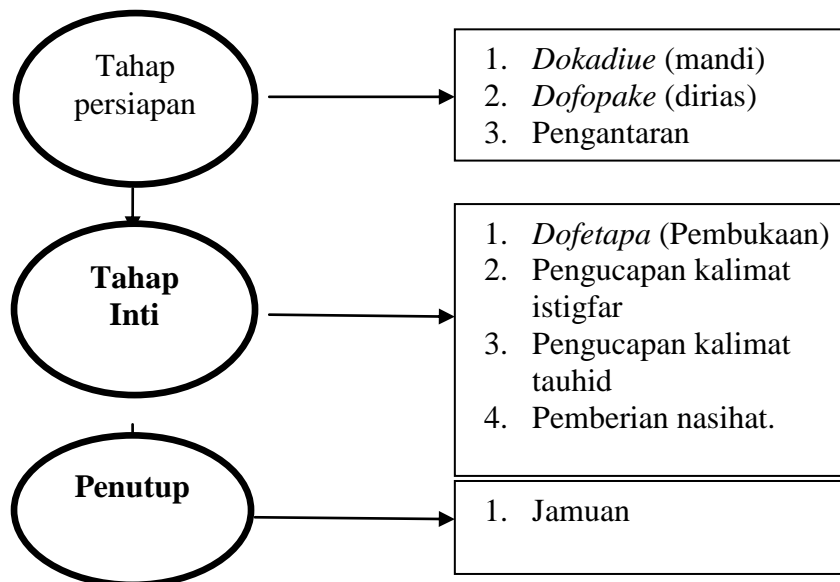 Tahap
persiapan
1. Dokadiue (mandi)
2. Dofopake (dirias)
3. Pengantaran
Tahap
Inti
1. Dofetapa (Pembukaan)
2. Pengucapan kalimat
istigfar
3. Pengucapan kalimat
tauhid
4. Pemberian nasihat.
Penutup
1. Jamuan